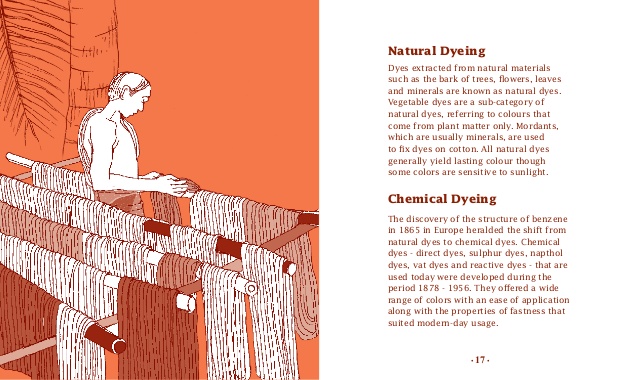 Natural Dyeing
Dyes extracted from natural materials
such as the bark of trees, flowers, leaves
and minerals are known as natural dyes.
Vegetable dyes are a sub-category of
natural dyes, referring to colours that
come from plant matter only. Mordants,
which are usually minerals, are used
to fix dyes on cotton. All natural dyes
generally yield lasting colour though
some colors are sensitive to sunlight.
Chemical Dyeing
The discovery of the structure of benzene
in 1865 in Europe heralded the shift from
natural dyes to chemical dyes. Chemical
dyes - direct dyes, sulphur dyes, napthol
dyes, vat dyes and reactive dyes - that are
used today were developed during the
period 1878 - 1956. They offered a wide
range of colors with an ease of application
along with the properties of fastness that
suited modern-day usage.
· 17 ·